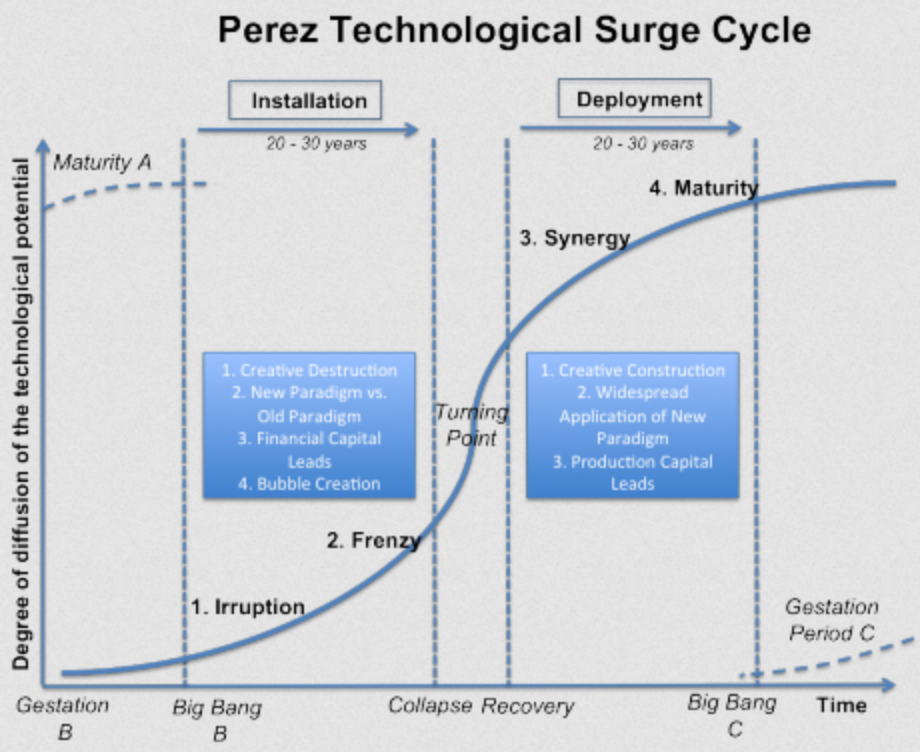 Perez Technological Surge Cycle
Installation
Deployment
20 - 30 years
20 - 30 years
Degree of diffusion of the technological potential
Maturity A
4. Maturity
3. Synergy
1. Creative Destruction
2. New Paradigm vs.
Old Paradigm
3. Financial Capital
Leads
4. Bubble Creation
Turning
Point
1. Creative Construction
2. Widespread
Application of New
Paradigm
3. Production Capital
Leads
2. Frenzy
1. Irruption
Gestation
Period C
Gestation
B
Big Bang
B
Collapse
Recovery
Big Bang
C
Time